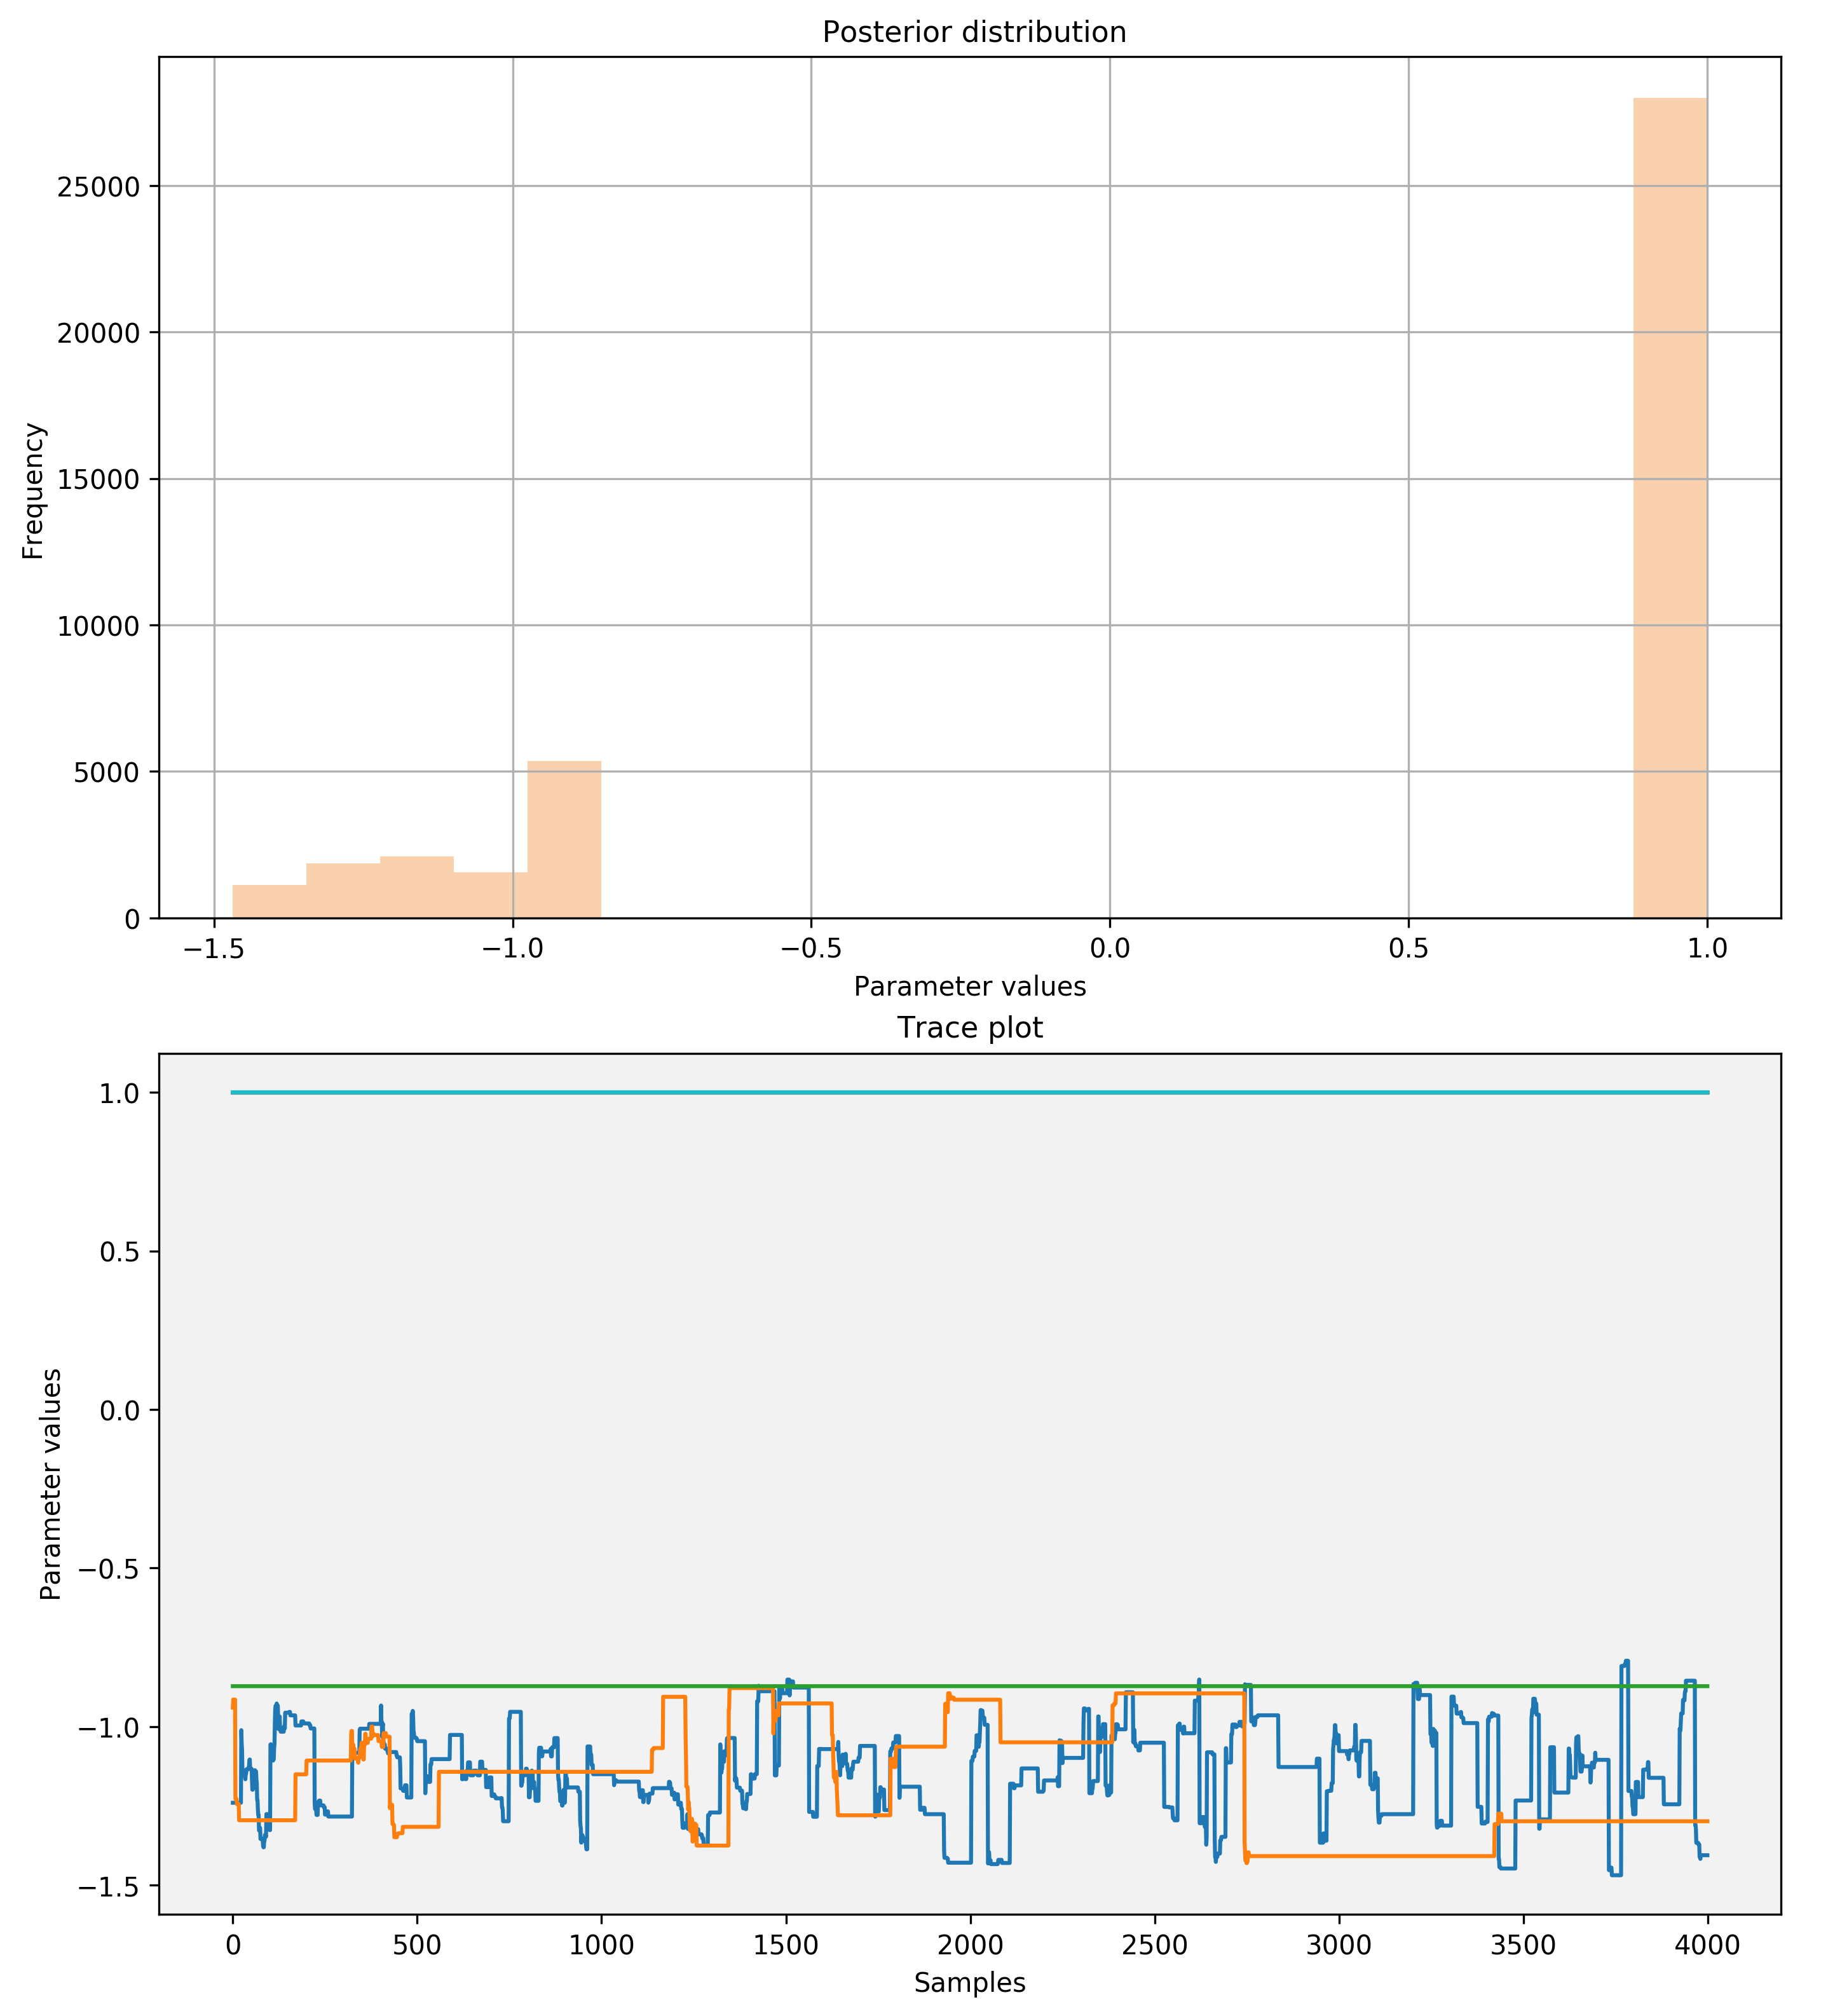 Posterior distribution
Frequency
25000
20000
15000
10000
5000
0
−1.5 −1.0 −0.5 0.0 0.5 1.0
Parameter values
Trace plot
Parameter values
1.0
0.5
0.0
−0.5
−1.0
−1.5
0 500 1000 1500 2000 2500 3000 3500 4000
Samples